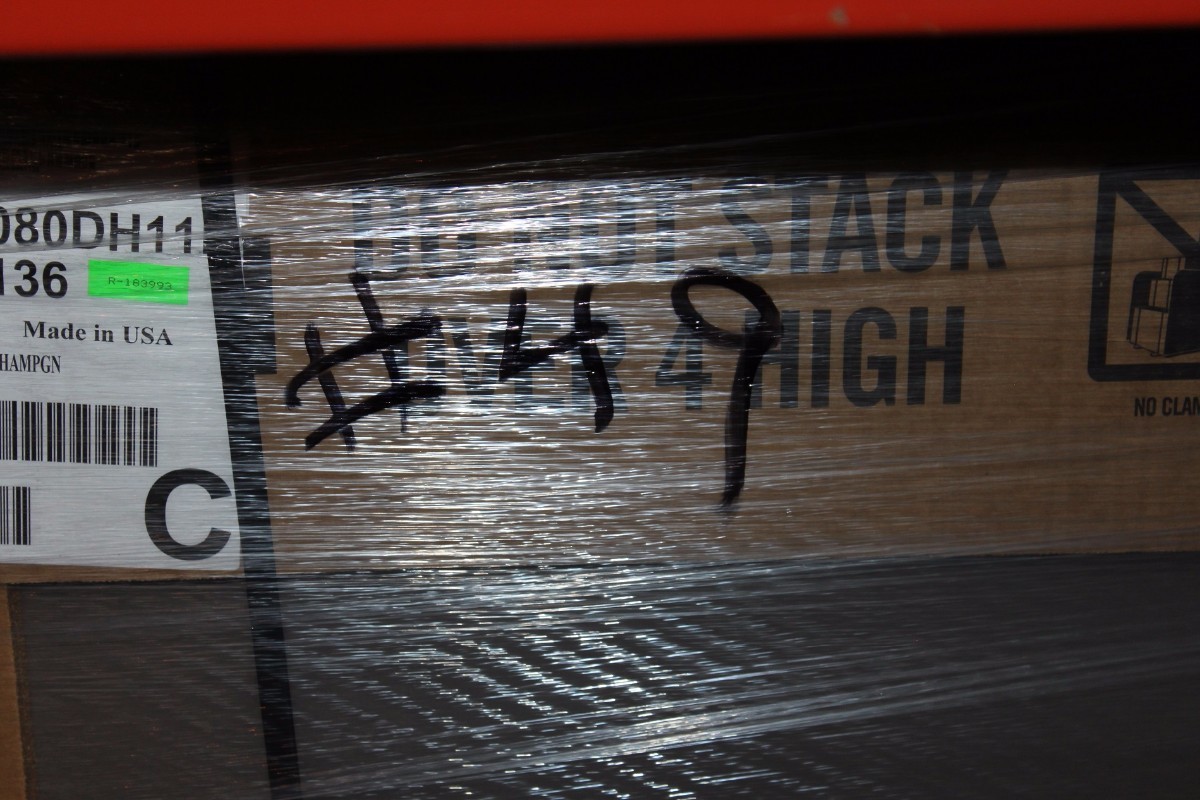 080DH11
136
R-183993
Made in USA
HAMPGN
C
DO NOT STACK
OVER 4 HIGH
#49
NO CLAM